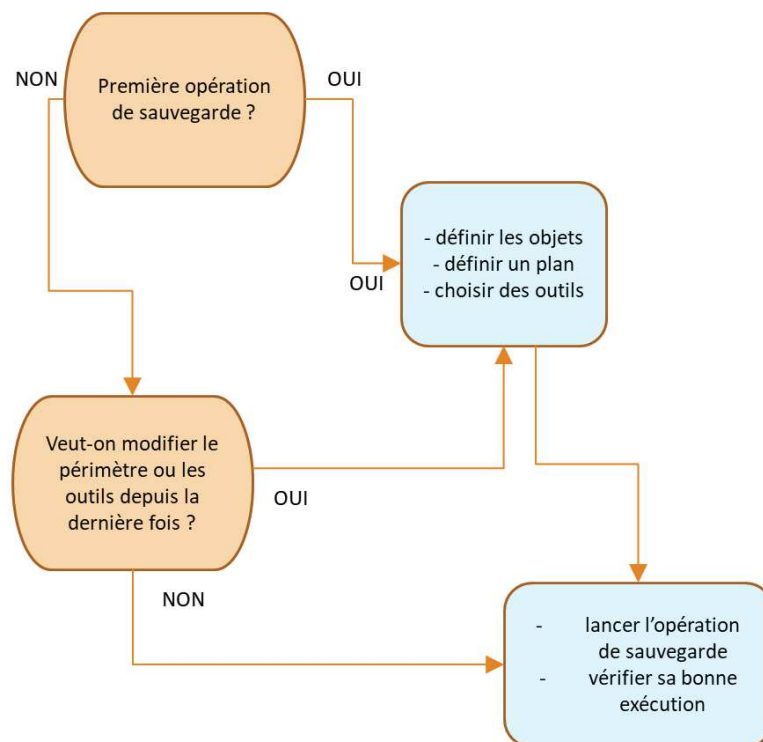 NON
OUI
Première opération
de sauvegarde ?
- définir les objets
- définir un plan
- choisir des outils
OUI
Veut-on modifier le
périmètre ou les
outils depuis la
dernière fois ?
OUI
NON
- lancer l’opération
de sauvegarde
- vérifier sa bonne
exécution